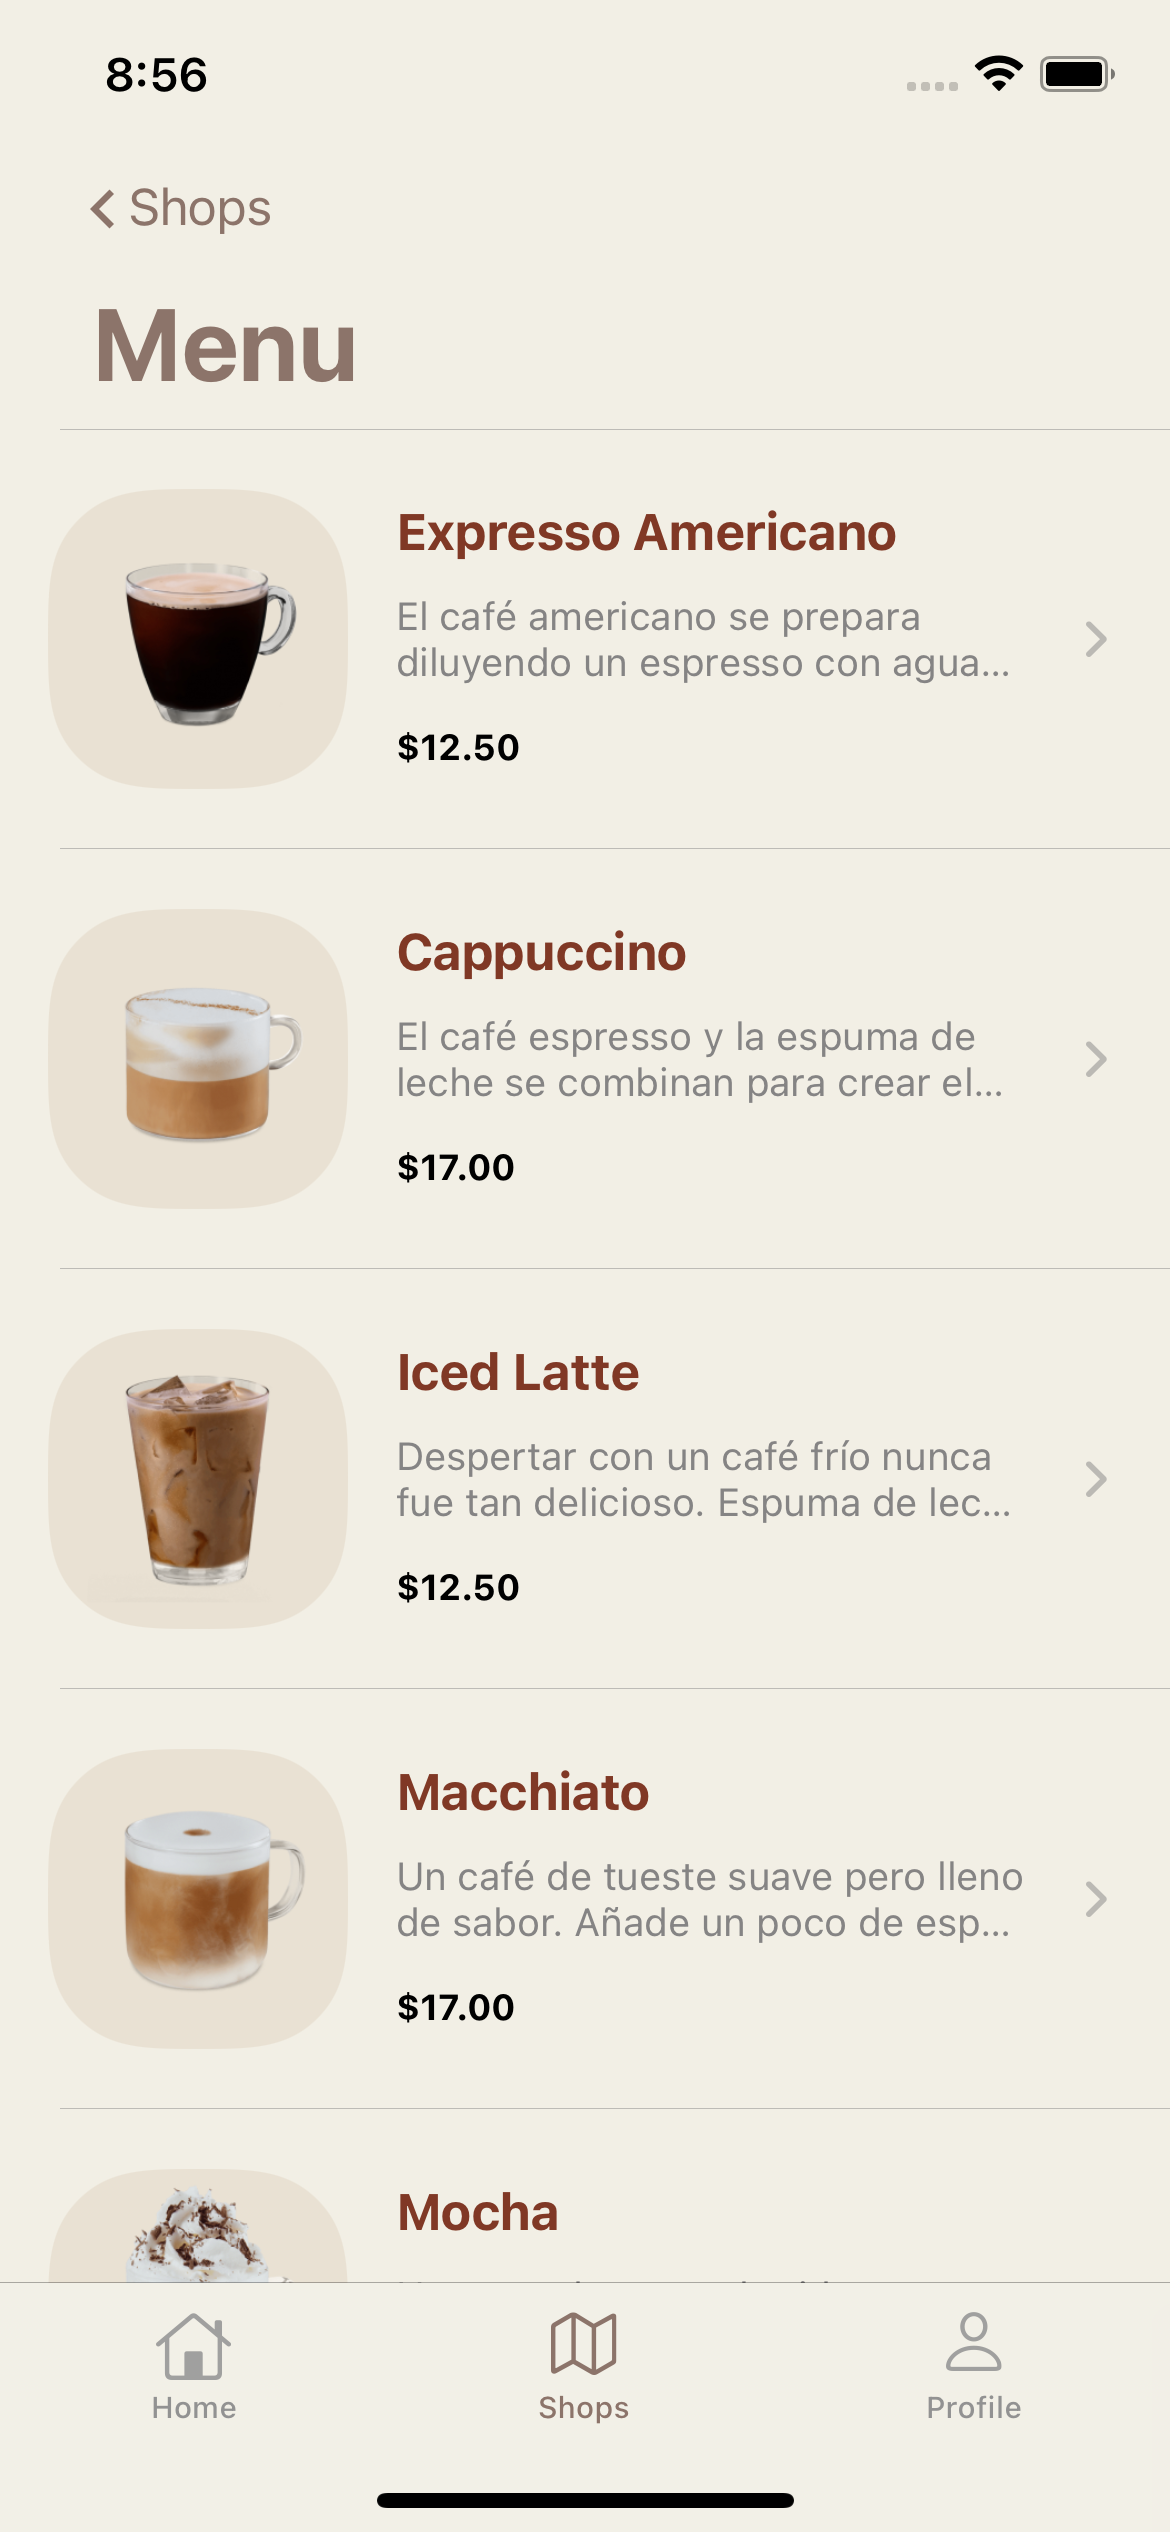 8:56
Shops
Menu
Expresso Americano
El café americano se prepara
diluyendo un espresso con agua...
$12.50
Cappuccino
El café espresso y la espuma de
leche se combinan para crear el...
$17.00
Iced Latte
Despertar con un café frío nunca
fue tan delicioso. Espuma de lec...
$12.50
Macchiato
Un café de tueste suave pero lleno
de sabor. Añade un poco de esp...
$17.00
Mocha
Home
Shops
Profile